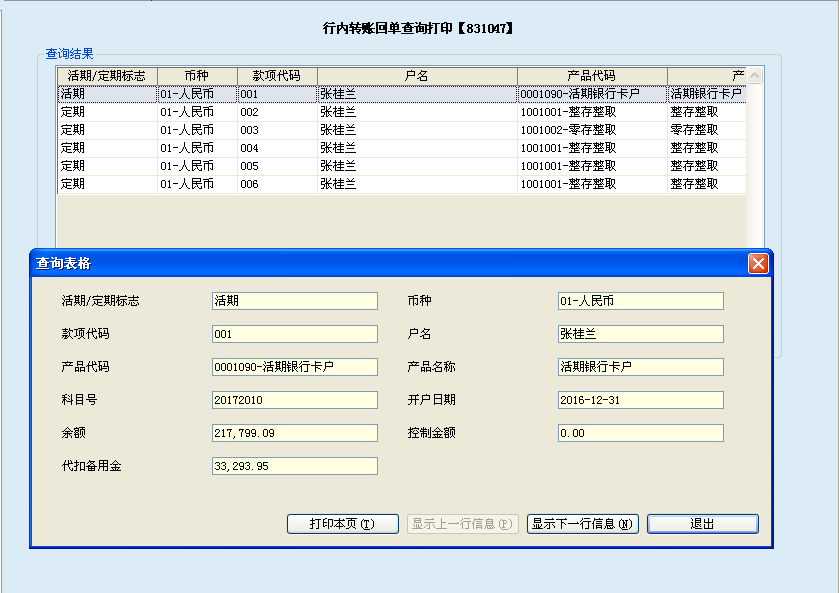 行内转账回单查询打印【831047】
查询结果
活期/定期标志 币种 款项代码 户名 产品代码 产
活期 01-人民币 001 张桂兰 0001090-活期银行卡户 活期银行卡户
定期 01-人民币 002 张桂兰 1001001-整存整取 整存整取
定期 01-人民币 003 张桂兰 1001002-零存整取 零存整取
定期 01-人民币 004 张桂兰 1001001-整存整取 整存整取
定期 01-人民币 005 张桂兰 1001001-整存整取 整存整取
定期 01-人民币 006 张桂兰 1001001-整存整取 整存整取
查询表格
活期/定期标志 活期 币种 01-人民币
款项代码 001 户名 张桂兰
产品代码 0001090-活期银行卡户 产品名称 活期银行卡户
科目号 20172010 开户日期 2016-12-31
余额 217,799.09 控制金额 0.00
代扣备用金 33,293.95
打印本页(T) 显示上一行信息(P) 显示下一行信息(N) 退出